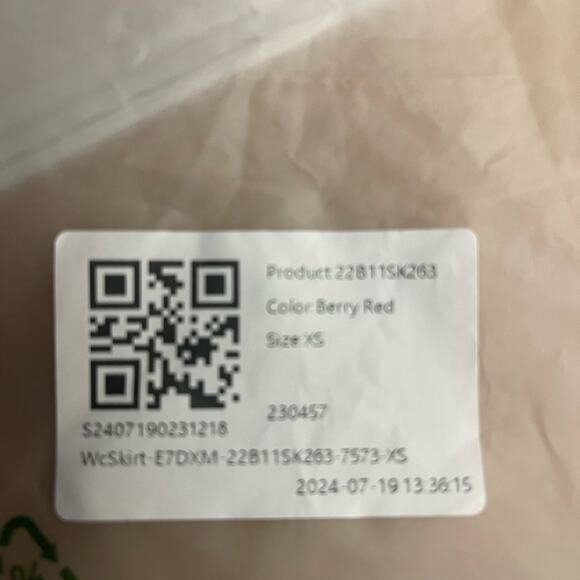 Product:22B11SK263
Color:Berry Red
Size:XS
230457
S2407190231218
WcSkirt-E7DXM-22B11SK263-7573-XS
2024-07-19 13:36:15